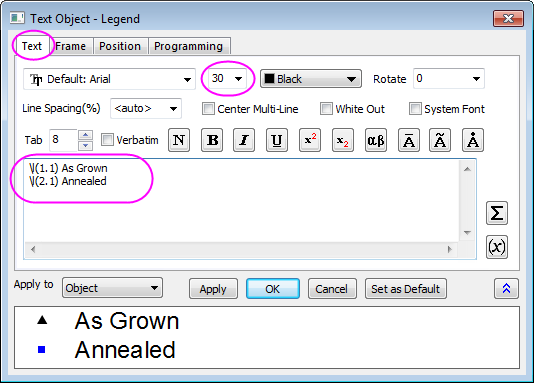 Text Object - Legend
Text Frame Position Programming
Default: Arial 30 Black Rotate 0
Line Spacing(%) <auto> Center Multi-Line White Out System Font
Tab 8 Verbatim N B I U x² x₂ αβ Ā Ã Å
\l(1.1) As Grown
\l(2.1) Annealed
Σ
(x)
Apply to Object Apply OK Cancel Set as Default
As Grown
Annealed